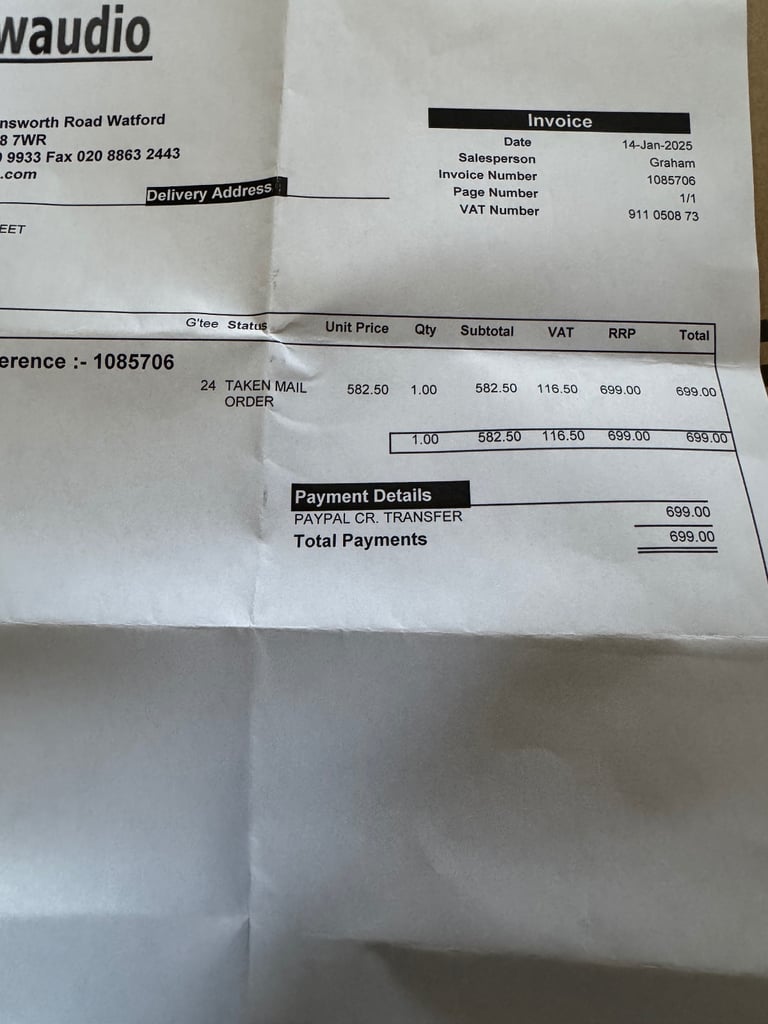 waudio
nsworth Road Watford
8 7WR
9933 Fax 020 8863 2443
.com
Invoice
Date 14-Jan-2025
Salesperson Graham
Invoice Number 1085706
Page Number 1/1
VAT Number 911 0508 73
Delivery Address
EET
G'tee Status Unit Price Qty Subtotal VAT RRP Total
erence :- 1085706
24 TAKEN MAIL 582.50 1.00 582.50 116.50 699.00 699.00
ORDER
1.00 582.50 116.50 699.00 699.00
Payment Details
PAYPAL CR. TRANSFER 699.00
Total Payments 699.00